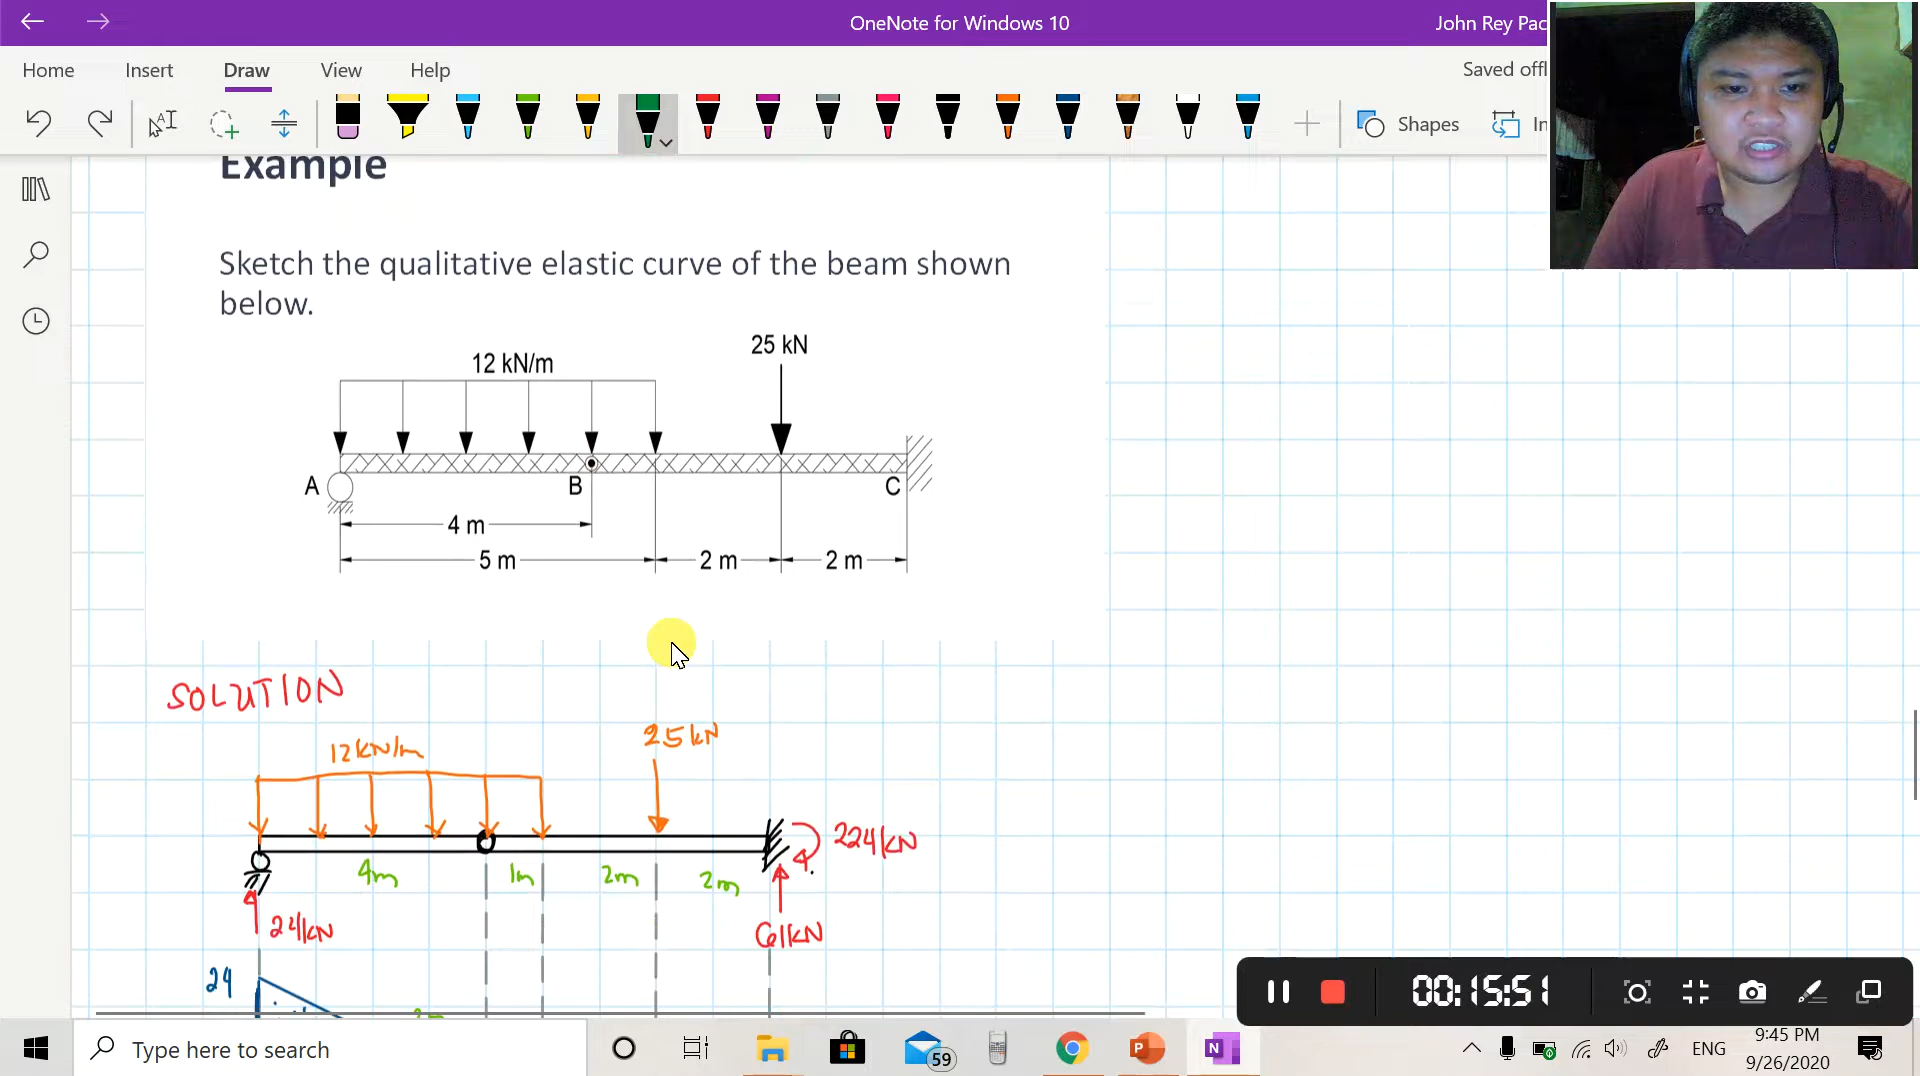 OneNote for Windows 10
John Rey Pac
Home Insert Draw View Help
Saved offl
Shapes
In
Example
Sketch the qualitative elastic curve of the beam shown
below.
25 kN
12 kN/m
A B C
4 m
5 m 2 m 2 m
SOLUTION
25kN
12kN/m
224kN
4m 1m 2m 2m
24kN
61kN
24
00:15:51
Type here to search
59
ENG
9:45 PM
9/26/2020